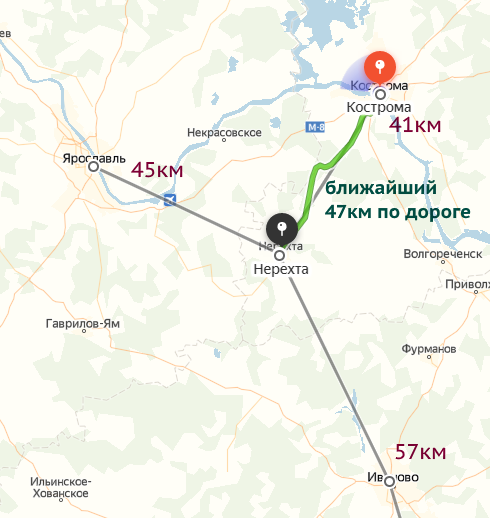 ев
Кострома
Кострома
М-8
41км
Некрасовское
Ярославль
45км
ближайший
47км по дороге
Нерехта
Нерехта
Волгореченск
Приволж
Гаврилов-Ям
Фурманов
57км
Иваново
Ильинское-
Хованское